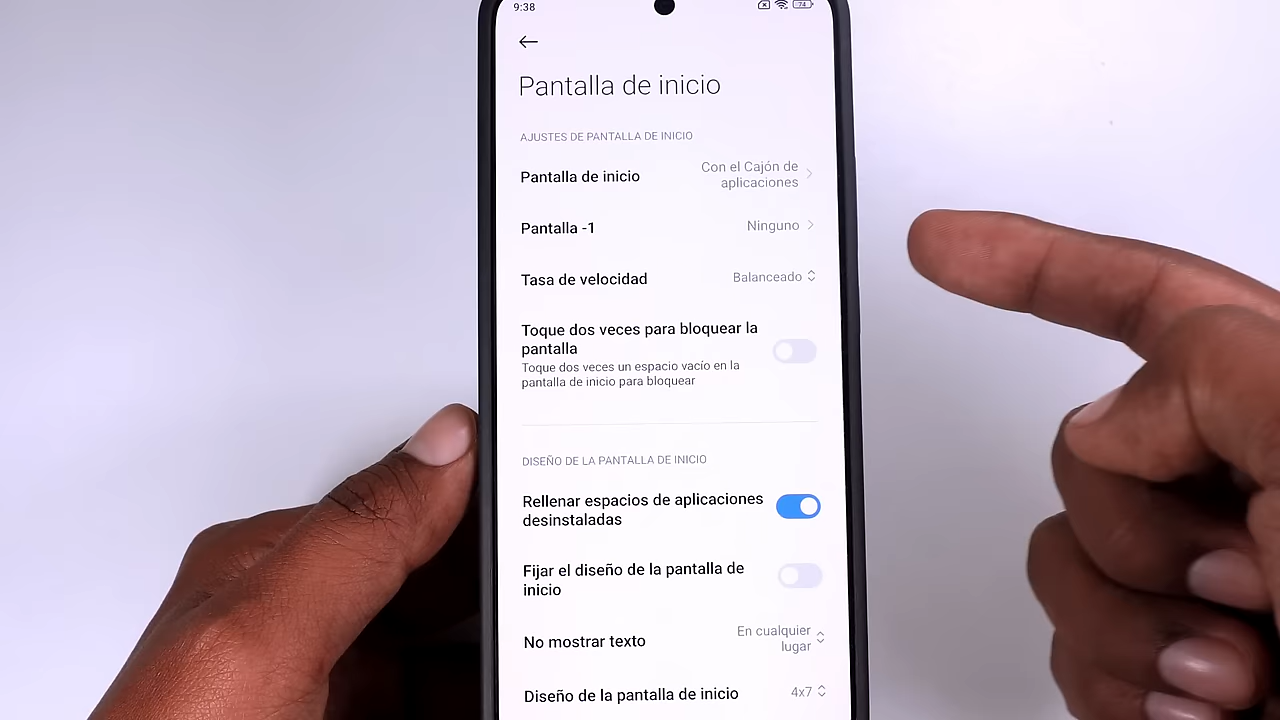 9:38
74
Pantalla de inicio
AJUSTES DE PANTALLA DE INICIO
Pantalla de inicio
Con el Cajón de
aplicaciones
Pantalla -1
Ninguno
Tasa de velocidad
Balanceado
Toque dos veces para bloquear la
pantalla
Toque dos veces un espacio vacío en la
pantalla de inicio para bloquear
DISEÑO DE LA PANTALLA DE INICIO
Rellenar espacios de aplicaciones
desinstaladas
Fijar el diseño de la pantalla de
inicio
No mostrar texto
En cualquier
lugar
Diseño de la pantalla de inicio
4x7